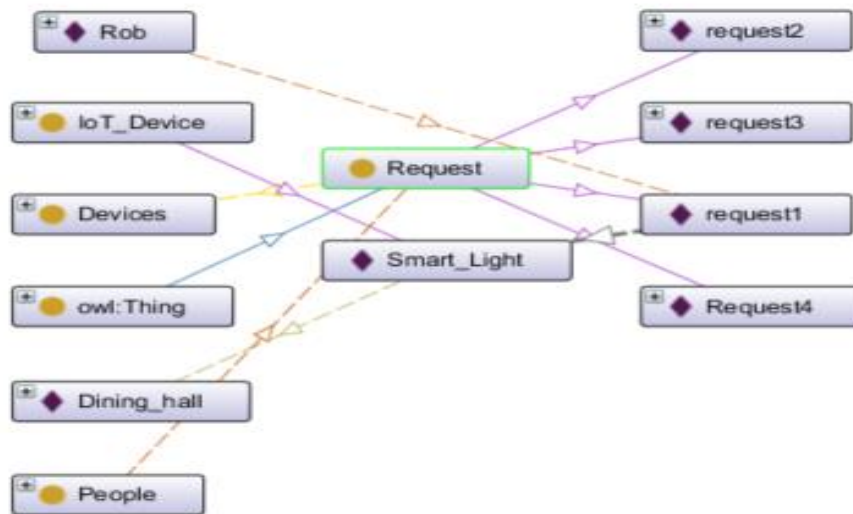 Rob
request2
IoT_Device
request3
Request
Devices
request1
Smart_Light
owl:Thing
Request4
Dining_hall
People